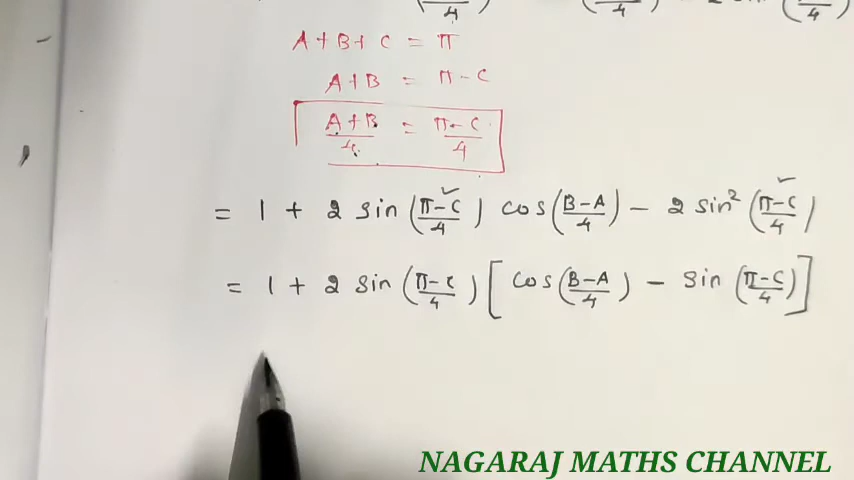 A + B + C = π
A + B = π - C
(A + B)/4 = (π - C)/4
= 1 + 2 sin((π - C)/4) cos((B - A)/4) - 2 sin²((π - C)/4)
= 1 + 2 sin((π - C)/4) [cos((B - A)/4) - sin((π - C)/4)]
NAGARAJ MATHS CHANNEL